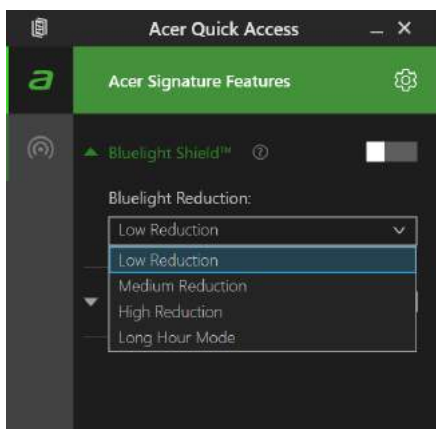 Acer Quick Access
a
Acer Signature Features
Bluelight Shield™ ?
Bluelight Reduction:
Low Reduction
Low Reduction
Medium Reduction
High Reduction
Long Hour Mode